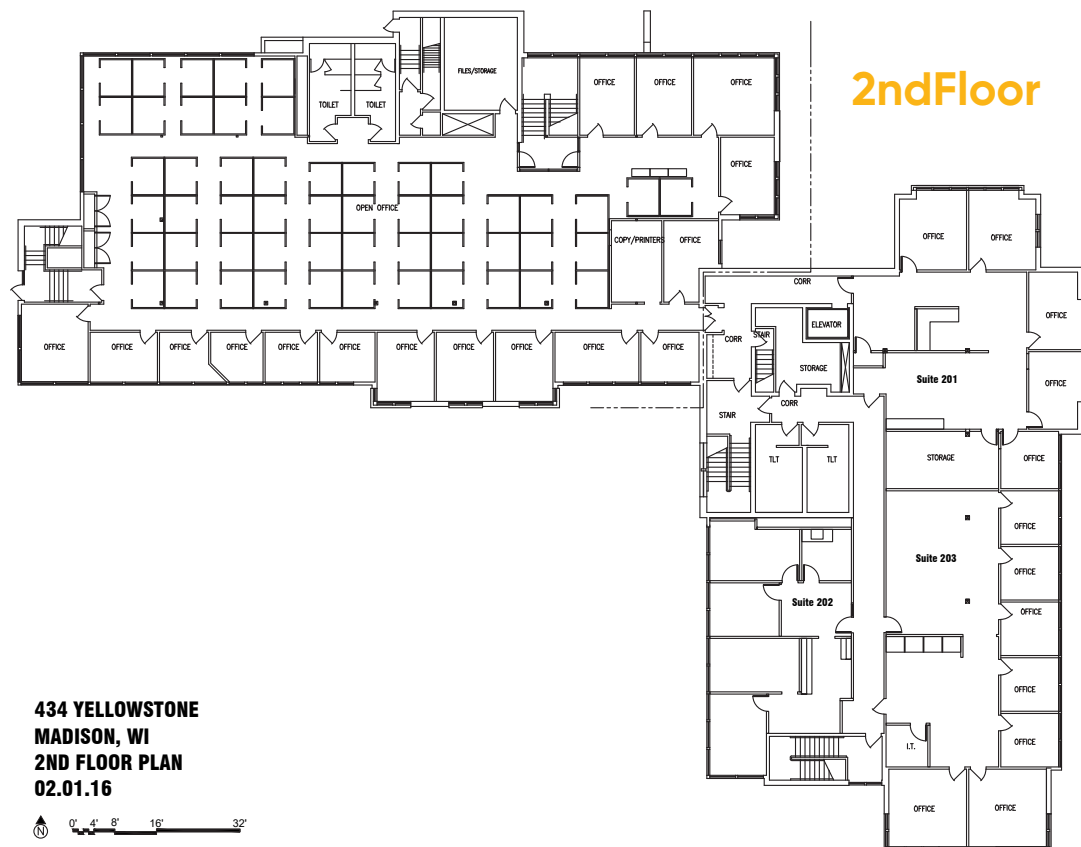 2ndFloor
FILES/STORAGE
OFFICE
OFFICE
OFFICE
TOILET
TOILET
OFFICE
OPEN OFFICE
COPY/PRINTERS
OFFICE
OFFICE
OFFICE
CORR
OFFICE
ELEVATOR
STAIR
CORR
OFFICE
OFFICE
OFFICE
OFFICE
OFFICE
OFFICE
OFFICE
OFFICE
OFFICE
OFFICE
OFFICE
STORAGE
Suite 201
OFFICE
CORR
STAIR
TLT
TLT
STORAGE
OFFICE
OFFICE
Suite 203
OFFICE
Suite 202
OFFICE
OFFICE
OFFICE
I.T.
OFFICE
OFFICE
434 YELLOWSTONE
MADISON, WI
2ND FLOOR PLAN
02.01.16
N
0' 4' 8' 16' 32'